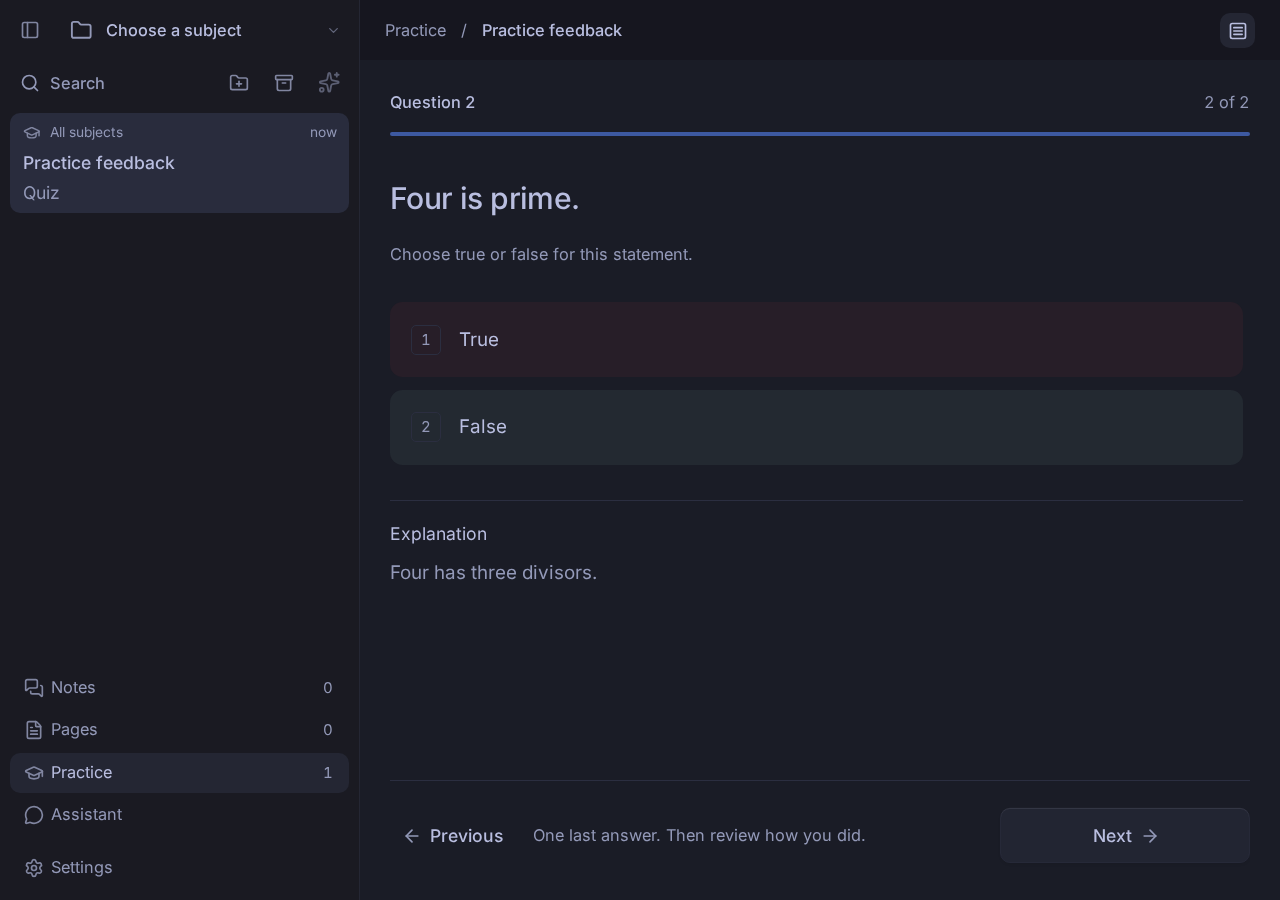 Choose a subject
Search
All subjects now
Practice feedback
Quiz
Notes 0
Pages 0
Practice 1
Assistant
Settings
Practice / Practice feedback
Question 2 2 of 2
Four is prime.
Choose true or false for this statement.
1 True
2 False
Explanation
Four has three divisors.
Previous One last answer. Then review how you did. Next